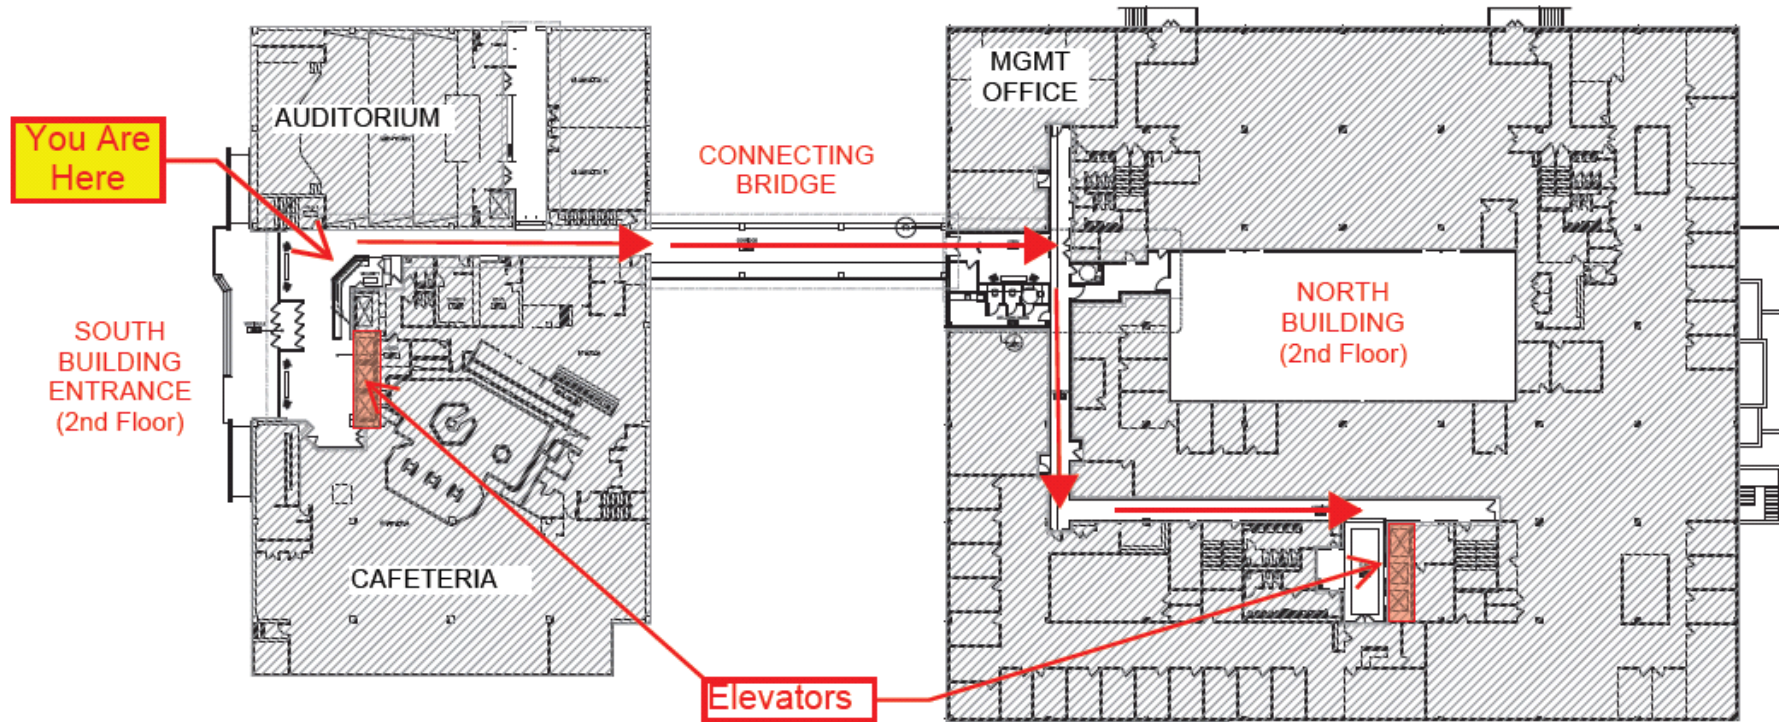 MGMT
OFFICE
AUDITORIUM
You Are
Here
CONNECTING
BRIDGE
SOUTH
BUILDING
ENTRANCE
(2nd Floor)
NORTH
BUILDING
(2nd Floor)
CAFETERIA
Elevators